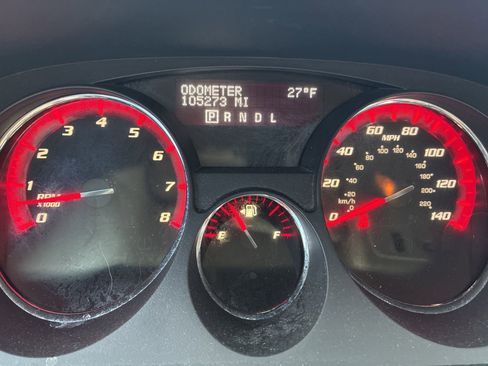 ODOMETER 27°F
105273 MI
P R N D L
0 1 2 3 4 5 6 7 8
RPM
x1000
E F
0 20 40 60 80 100 120 140
MPH
km/h
0 20 40 60 80 100 120 140 160 180 200 220